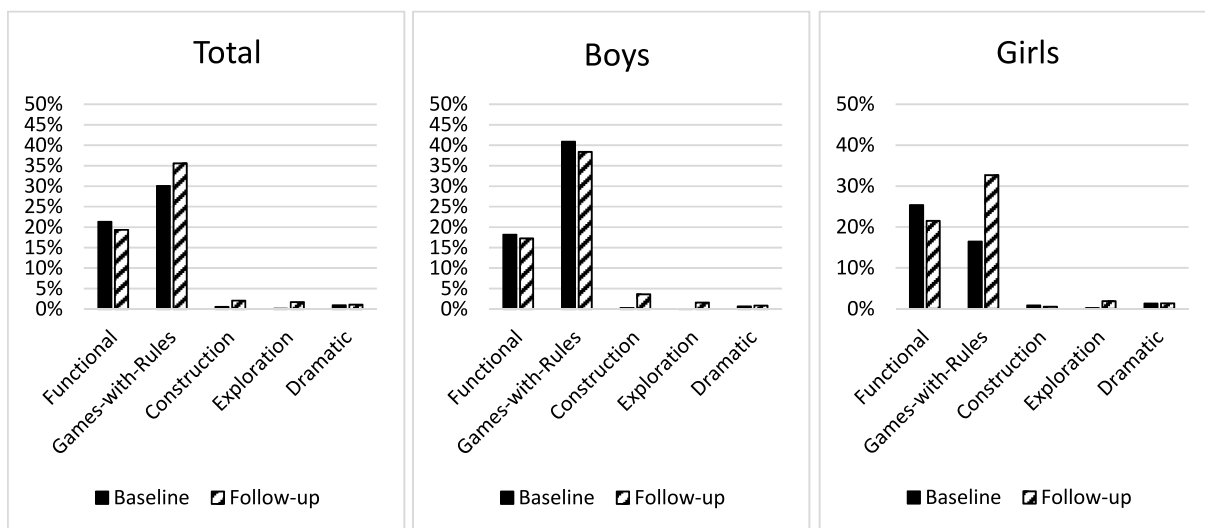 Total
50%
45%
40%
35%
30%
25%
20%
15%
10%
5%
0%
Functional
Games-with-Rules
Construction
Exploration
Dramatic
Baseline Follow-up
Boys
50%
45%
40%
35%
30%
25%
20%
15%
10%
5%
0%
Functional
Games-with-Rules
Construction
Exploration
Dramatic
Baseline Follow-up
Girls
50%
40%
30%
20%
10%
0%
Functional
Games-with-Rules
Construction
Exploration
Dramatic
Baseline Follow-up